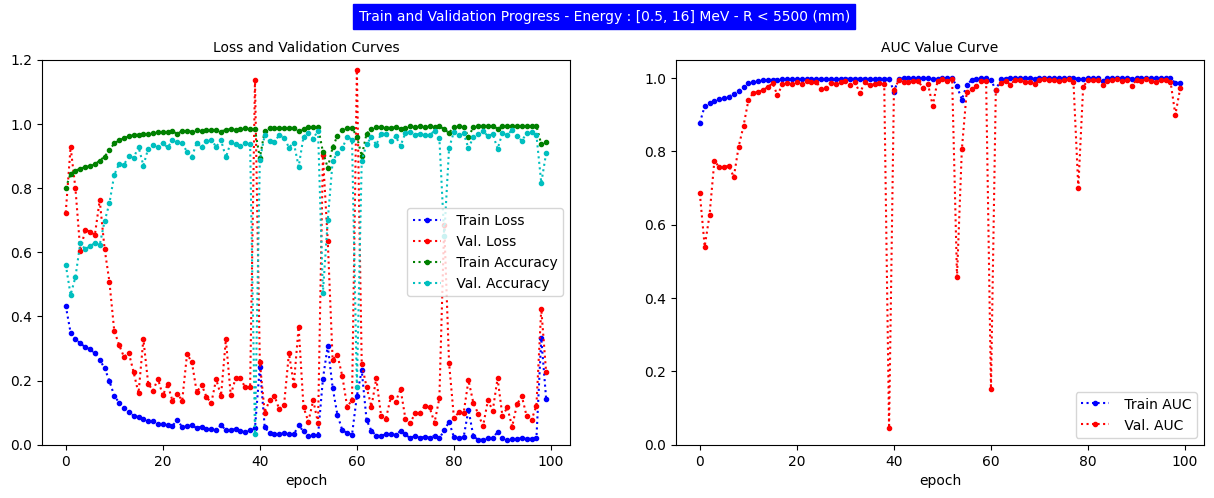 Train and Validation Progress - Energy : [0.5, 16] MeV - R < 5500 (mm)
Loss and Validation Curves
1.2
1.0
0.8
0.6
0.4
0.2
0.0
0 20 40 60 80 100
epoch
Train Loss
Val. Loss
Train Accuracy
Val. Accuracy
AUC Value Curve
1.0
0.8
0.6
0.4
0.2
0.0
0 20 40 60 80 100
epoch
Train AUC
Val. AUC